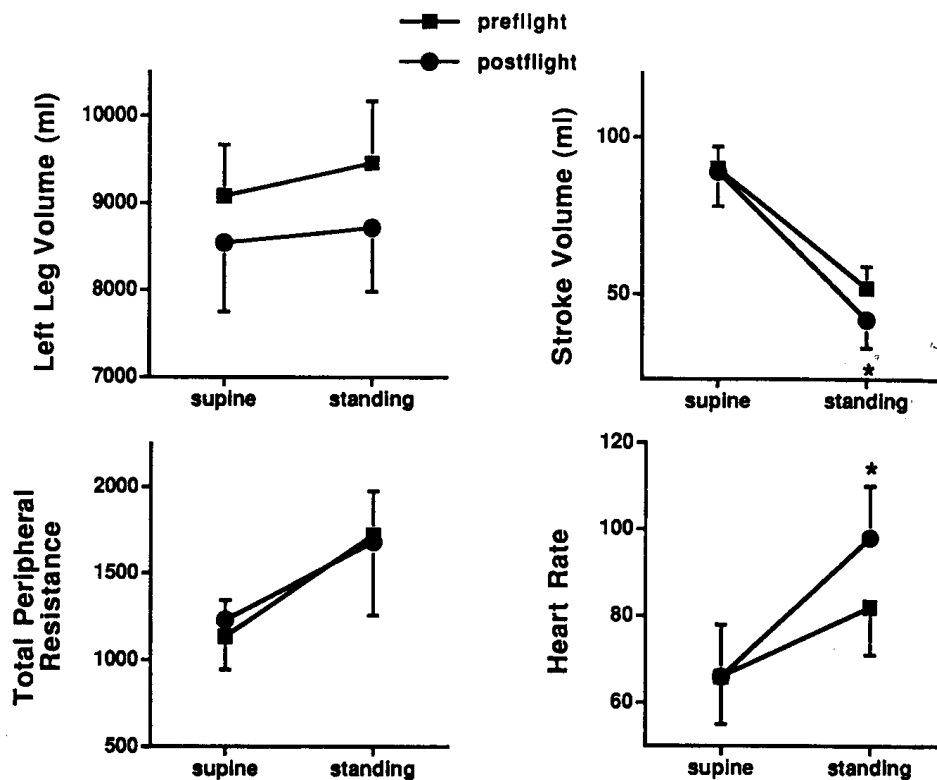 preflight
postflight
Left Leg Volume (ml)
10000
9000
8000
7000
supine standing
Stroke Volume (ml)
100
50
*
supine standing
Total Peripheral
Resistance
2000
1500
1000
500
supine standing
Heart Rate
120
100
80
60
*
supine standing